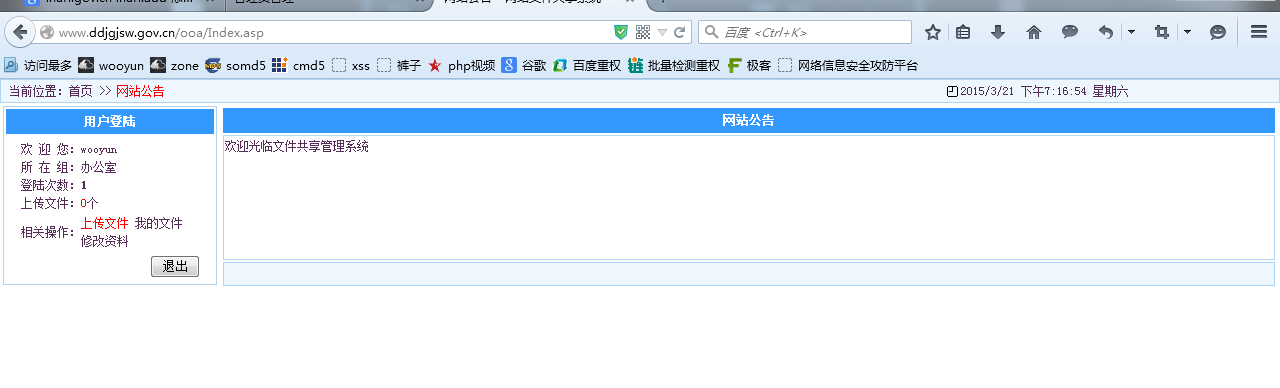 www.ddjgjsw.gov.cn/ooa/Index.asp
百度 <Ctrl+K>
访问最多 wooyun zone somd5 cmd5 xss 裤子 php视频 谷歌 百度重权 批量检测重权 极客 网络信息安全攻防平台
当前位置: 首页 >> 网站公告
2015/3/21 下午7:16:54 星期六
用户登陆
欢 迎 您: wooyun
所 在 组: 办公室
登陆次数: 1
上传文件: 0个
相关操作: 上传文件 我的文件
修改资料
退出
网站公告
欢迎光临文件共享管理系统